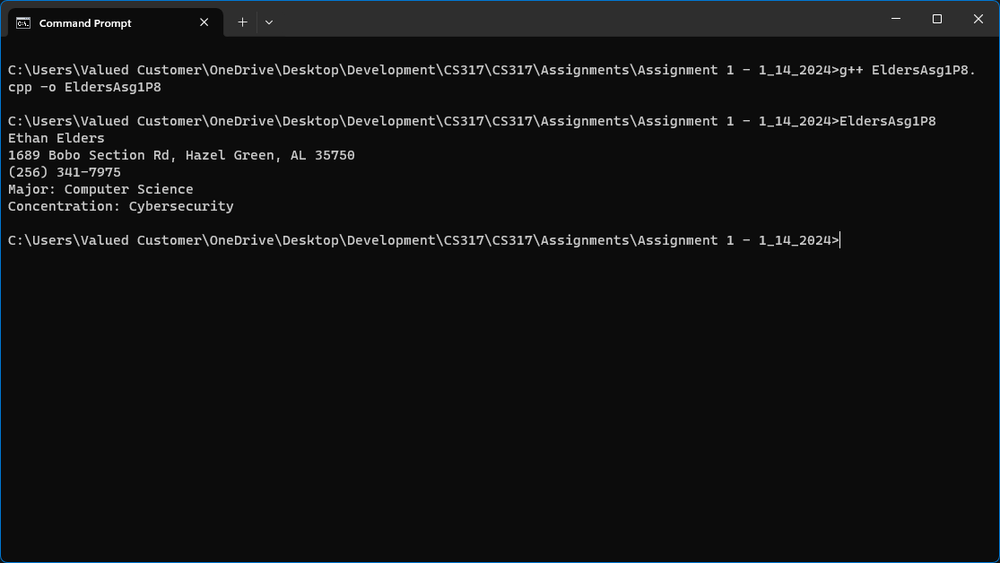 Command Prompt
C:\Users\Valued Customer\OneDrive\Desktop\Development\CS317\CS317\Assignments\Assignment 1 - 1_14_2024>g++ EldersAsg1P8.
cpp -o EldersAsg1P8
C:\Users\Valued Customer\OneDrive\Desktop\Development\CS317\CS317\Assignments\Assignment 1 - 1_14_2024>EldersAsg1P8
Ethan Elders
1689 Bobo Section Rd, Hazel Green, AL 35750
(256) 341-7975
Major: Computer Science
Concentration: Cybersecurity
C:\Users\Valued Customer\OneDrive\Desktop\Development\CS317\CS317\Assignments\Assignment 1 - 1_14_2024>